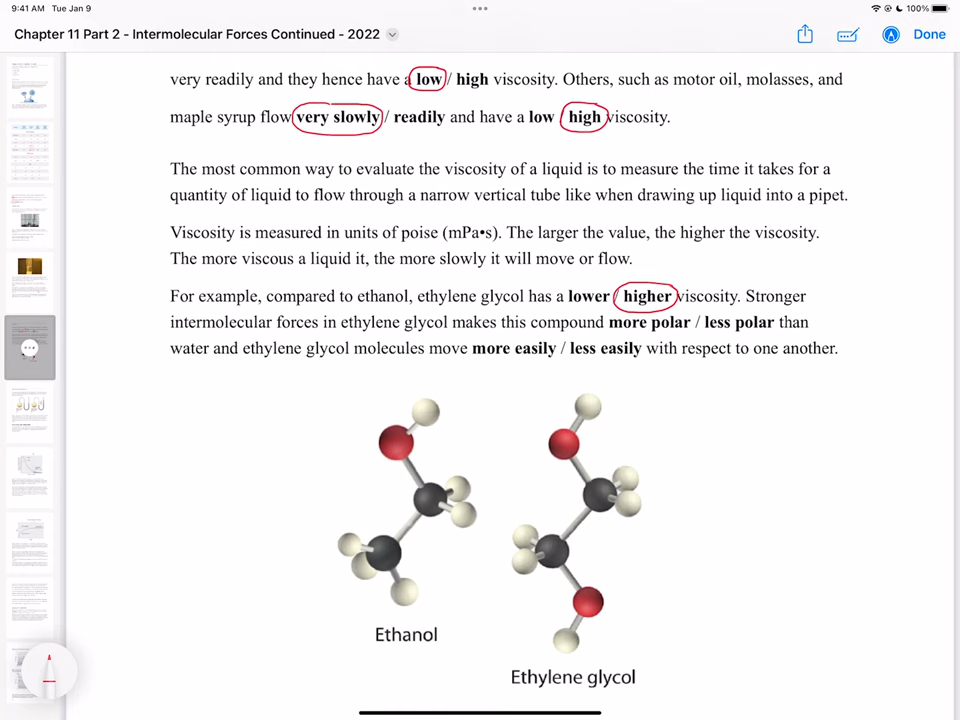 9:41 AM Tue Jan 9
100%
Chapter 11 Part 2 - Intermolecular Forces Continued - 2022
Done
very readily and they hence have a low / high viscosity. Others, such as motor oil, molasses, and
maple syrup flow very slowly / readily and have a low / high viscosity.
The most common way to evaluate the viscosity of a liquid is to measure the time it takes for a
quantity of liquid to flow through a narrow vertical tube like when drawing up liquid into a pipet.
Viscosity is measured in units of poise (mPa•s). The larger the value, the higher the viscosity.
The more viscous a liquid it, the more slowly it will move or flow.
For example, compared to ethanol, ethylene glycol has a lower / higher viscosity. Stronger
intermolecular forces in ethylene glycol makes this compound more polar / less polar than
water and ethylene glycol molecules move more easily / less easily with respect to one another.
Ethanol
Ethylene glycol